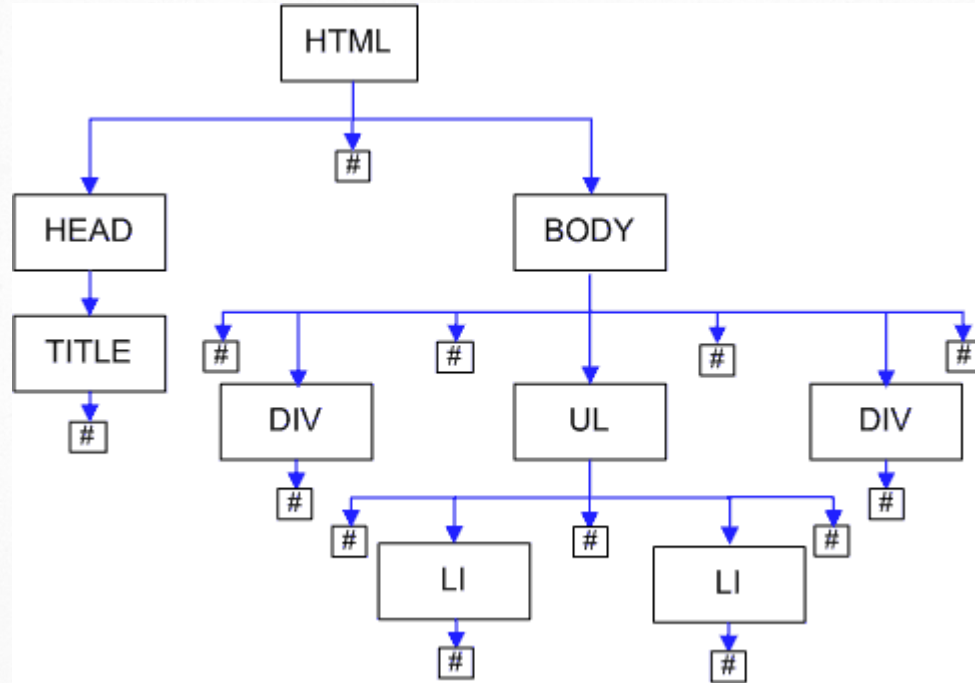 HTML
#
HEAD
BODY
TITLE
# # # #
DIV
UL
DIV
#
# #
# # #
LI
LI
# #